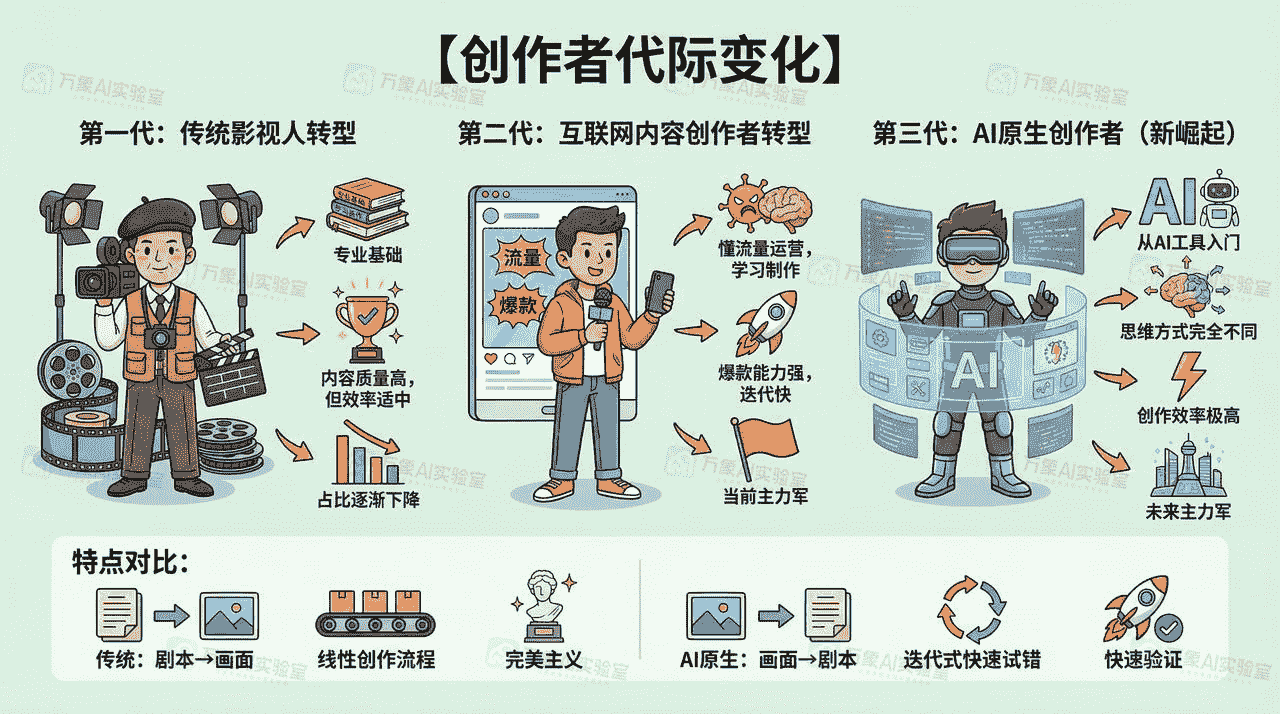 【创作者代际变化】
第一代：传统影视人转型
专业基础
内容质量高，
但效率适中
占比逐渐下降
第二代：互联网内容创作者转型
流量
爆款
懂流量运营，
学习制作
爆款能力强，
迭代快
当前主力军
第三代：AI原生创作者（新崛起）
AI
AI
从AI工具入门
思维方式完全不同
创作效率极高
未来主力军
特点对比：
传统：剧本→画面
线性创作流程
完美主义
AI原生：画面→剧本
迭代式快速试错
快速验证
万象AI实验室